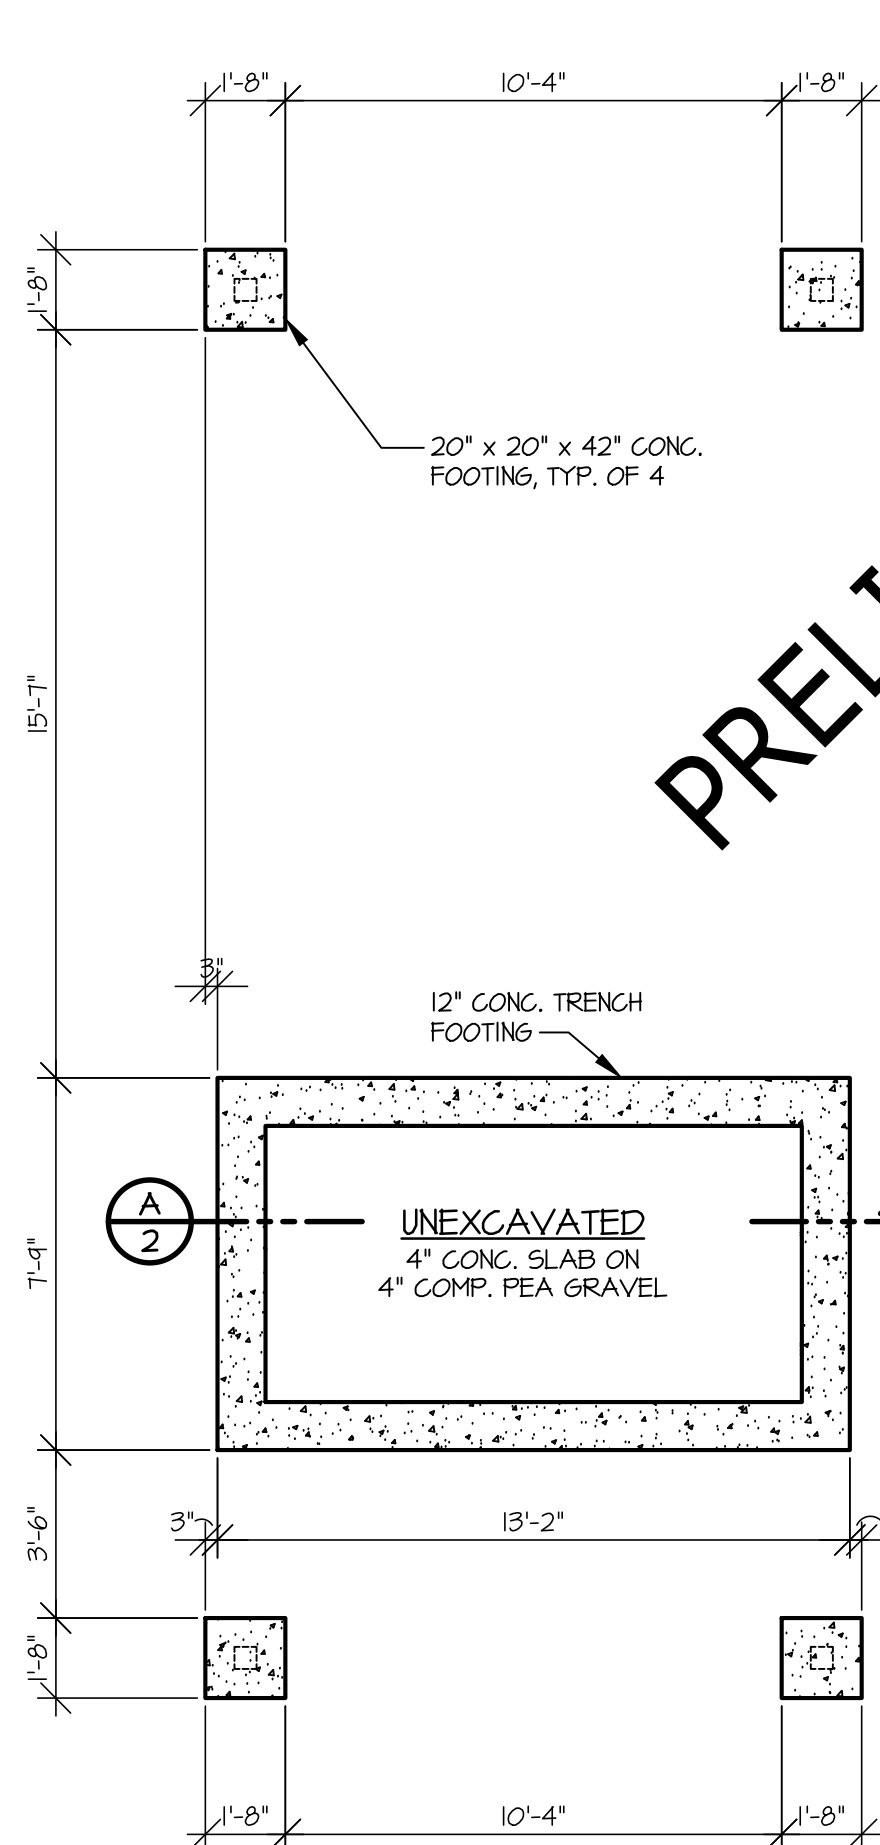 1'-8" 10'-4" 1'-8"
1'-8"
20" x 20" x 42" CONC.
FOOTING, TYP. OF 4
PRELI
15'-7"
3"
12" CONC. TRENCH
FOOTING
A
2
UNEXCAVATED
4" CONC. SLAB ON
4" COMP. PEA GRAVEL
7'-9"
3" 13'-2"
3'-6"
1'-8"
1'-8" 10'-4" 1'-8"